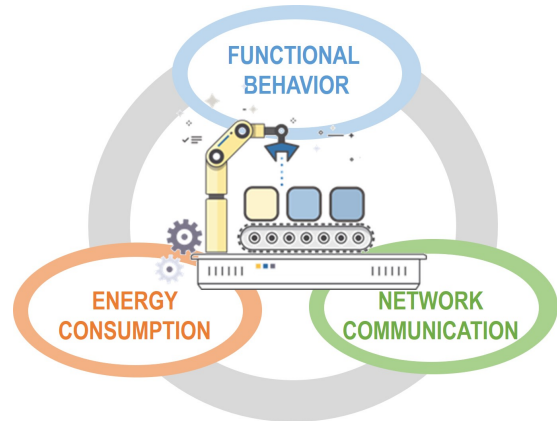 FUNCTIONAL
BEHAVIOR
ENERGY
CONSUMPTION
NETWORK
COMMUNICATION